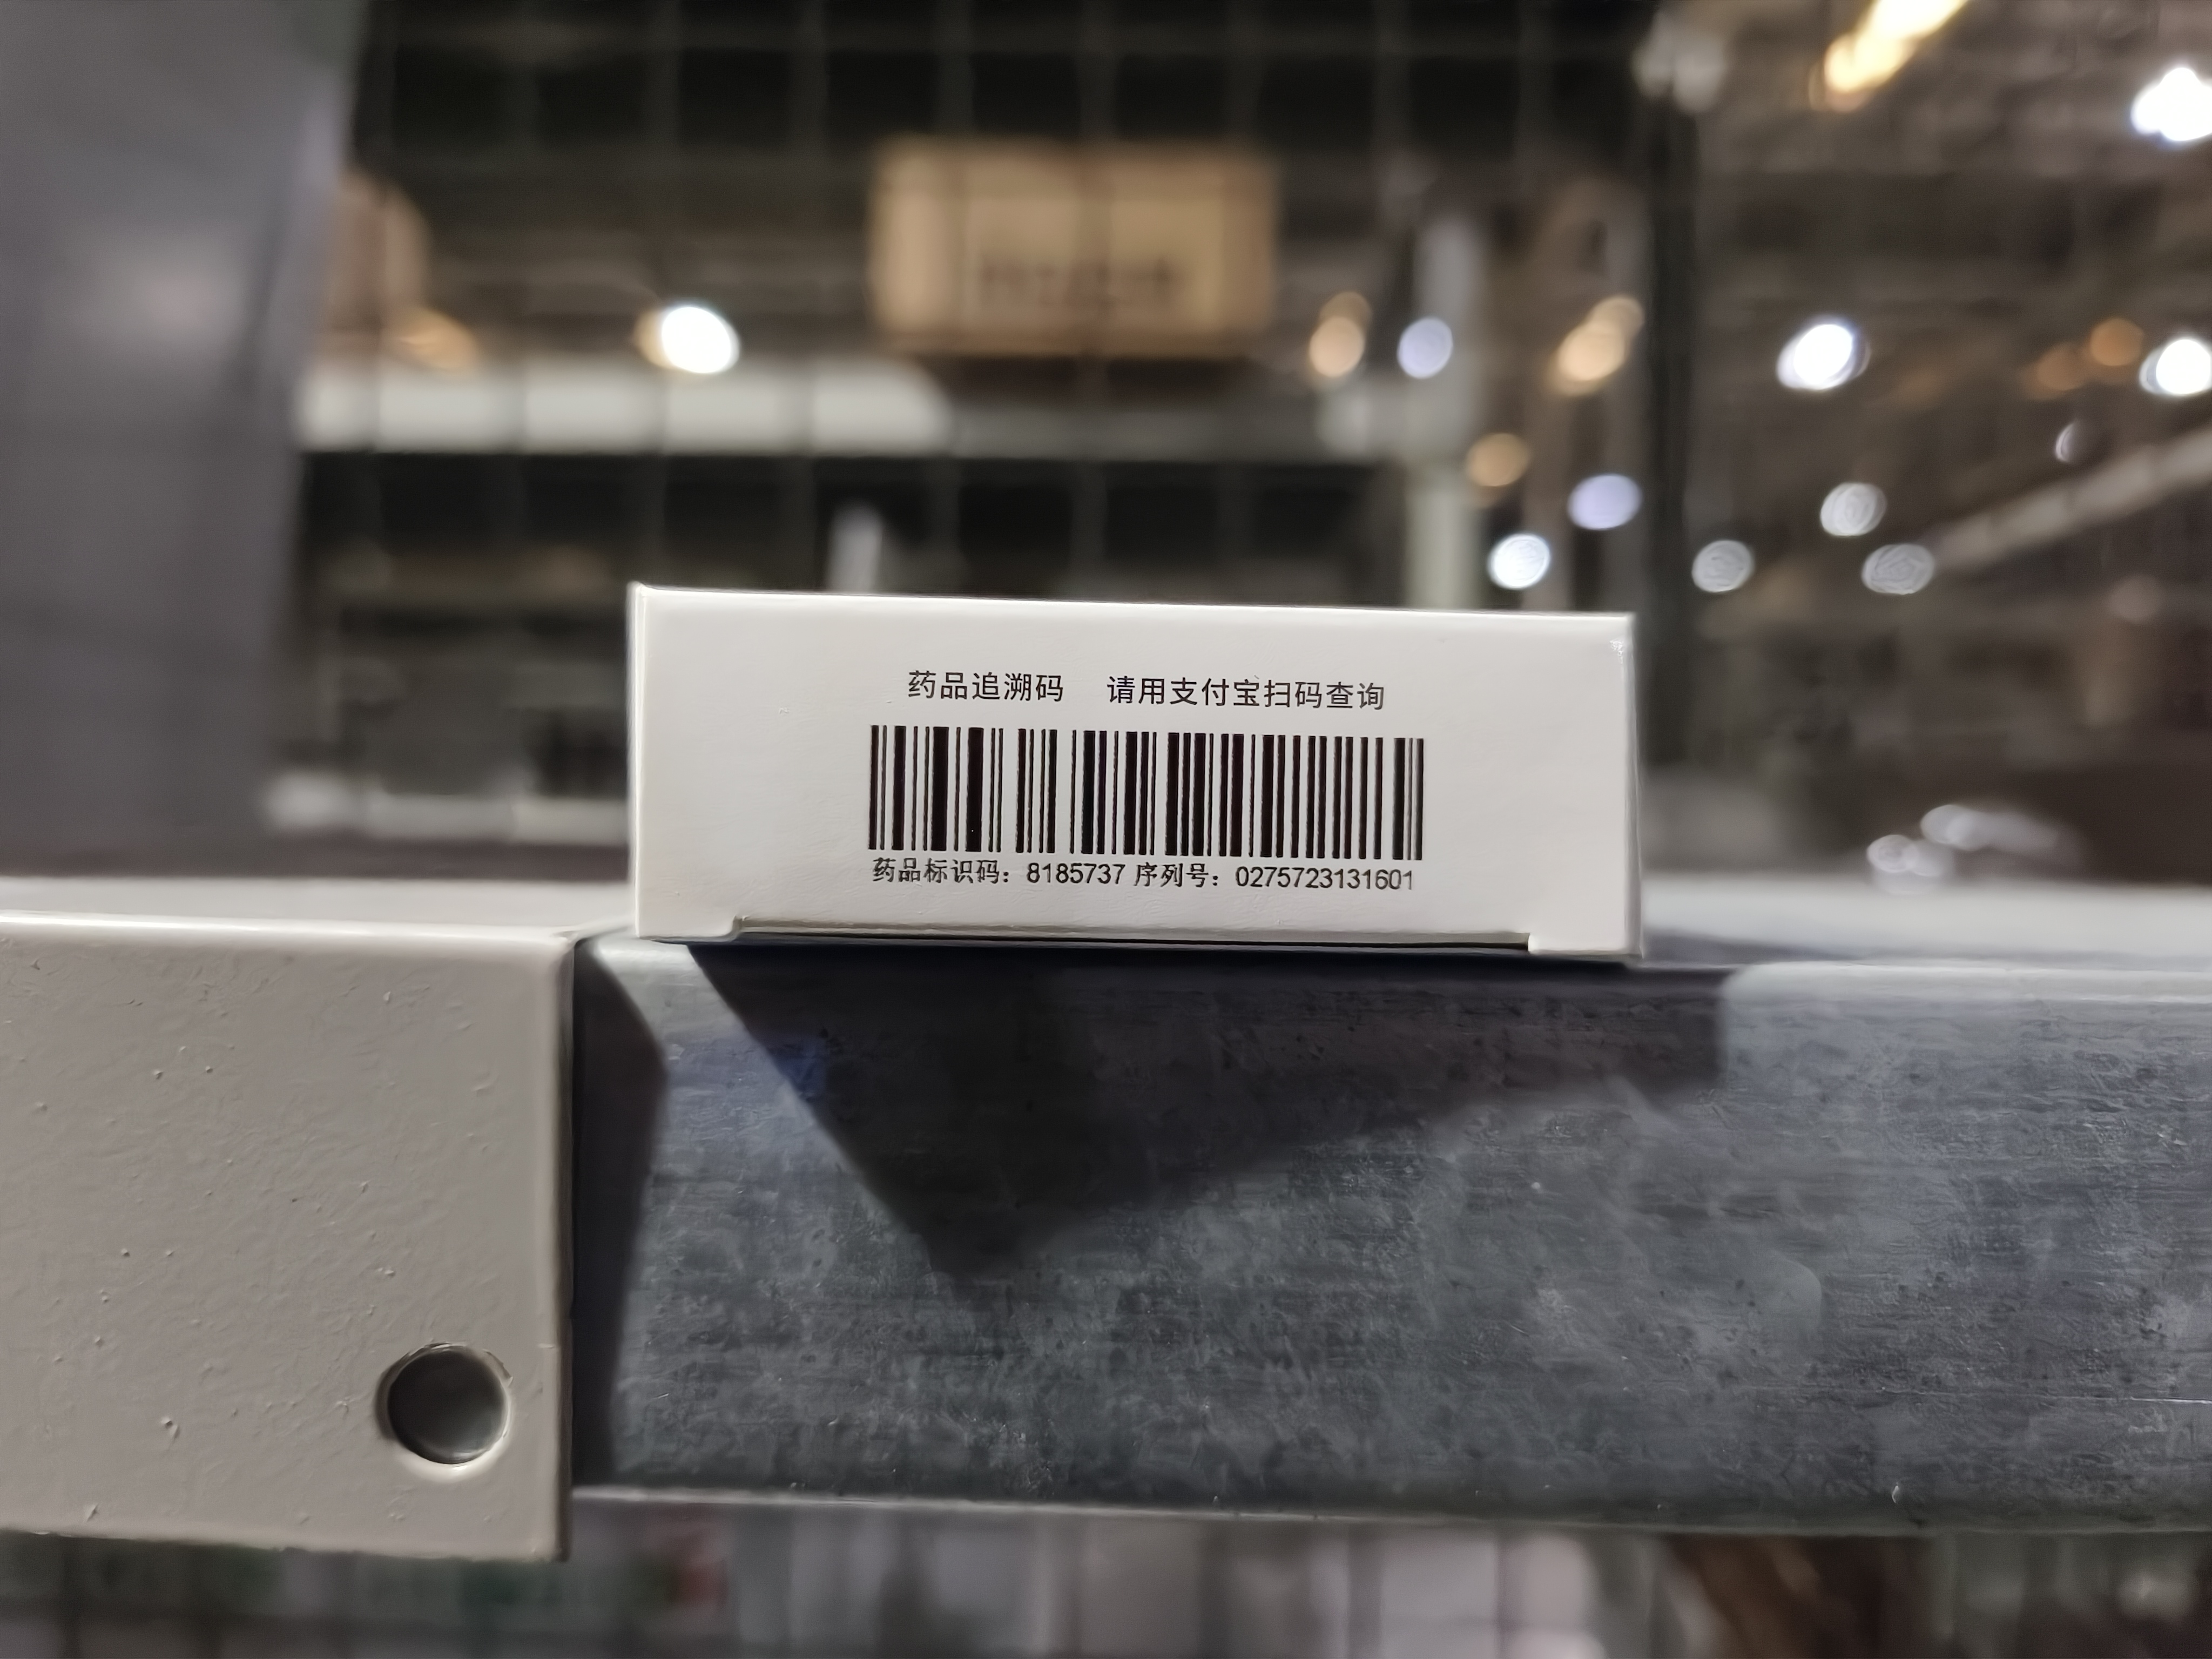 药品追溯码 请用支付宝扫码查询
药品标识码：8185737 序列号：0275723131601